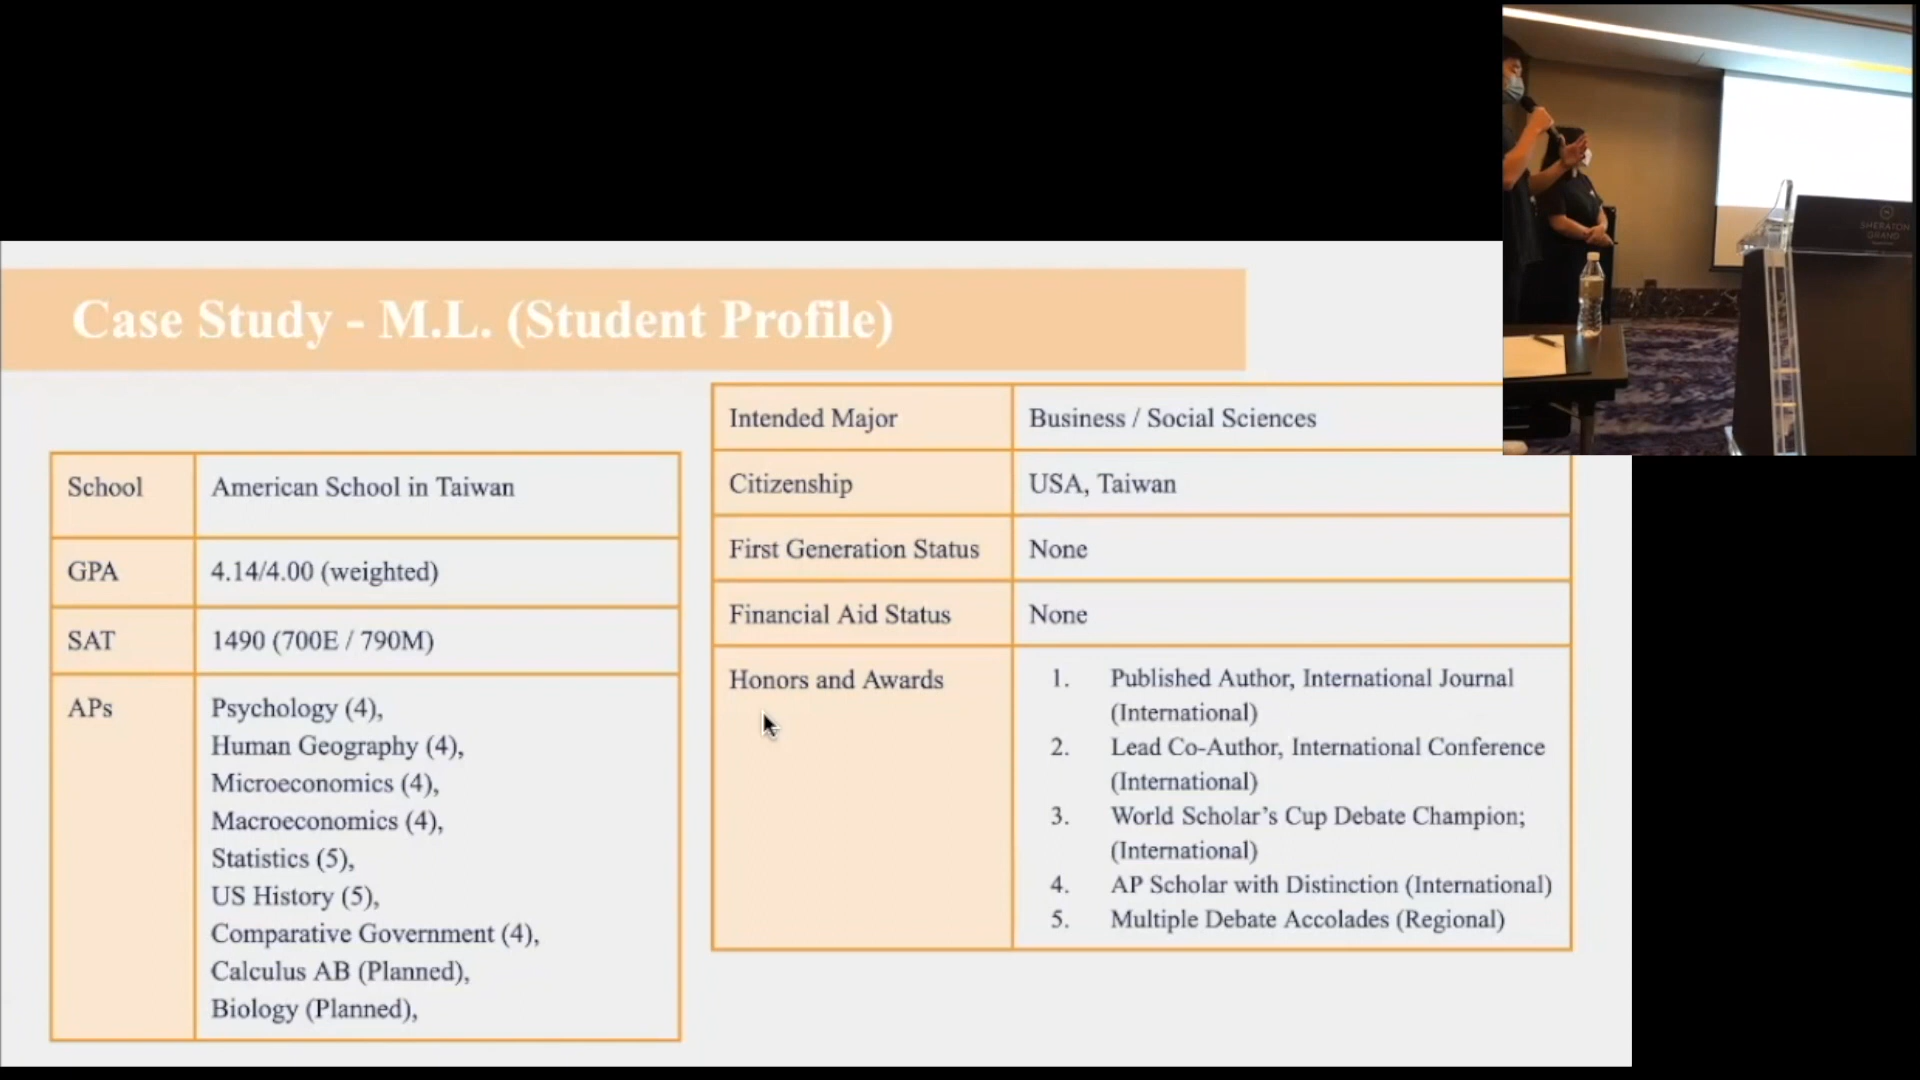 Case Study - M.L. (Student Profile)
School
American School in Taiwan
GPA
4.14/4.00 (weighted)
SAT
1490 (700E / 790M)
APs
Psychology (4),
Human Geography (4),
Microeconomics (4),
Macroeconomics (4),
Statistics (5),
US History (5),
Comparative Government (4),
Calculus AB (Planned),
Biology (Planned),
Intended Major
Business / Social Sciences
Citizenship
USA, Taiwan
First Generation Status
None
Financial Aid Status
None
Honors and Awards
1. Published Author, International Journal
(International)
2. Lead Co-Author, International Conference
(International)
3. World Scholar’s Cup Debate Champion;
(International)
4. AP Scholar with Distinction (International)
5. Multiple Debate Accolades (Regional)
SHERATON
GRAND